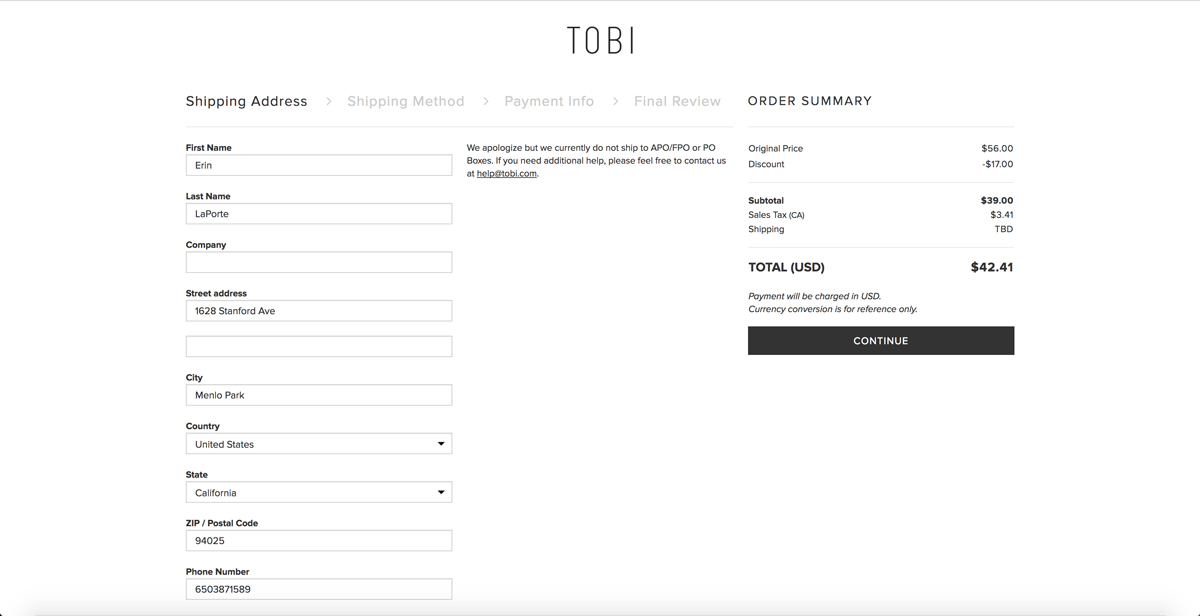 TOBI
Shipping Address > Shipping Method > Payment Info > Final Review
First Name
Erin
Last Name
LaPorte
Company
Street address
1628 Stanford Ave
City
Menlo Park
Country
United States
State
California
ZIP / Postal Code
94025
Phone Number
6503871589
We apologize but we currently do not ship to APO/FPO or PO
Boxes. If you need additional help, please feel free to contact us
at help@tobi.com.
ORDER SUMMARY
Original Price $56.00
Discount -$17.00
Subtotal $39.00
Sales Tax (CA) $3.41
Shipping TBD
TOTAL (USD) $42.41
Payment will be charged in USD.
Currency conversion is for reference only.
CONTINUE